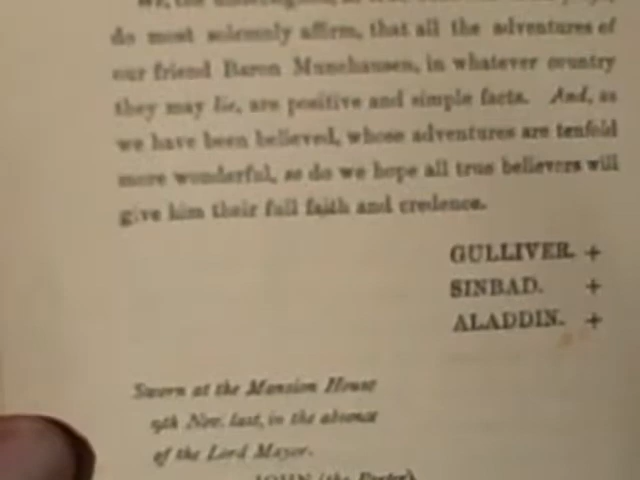 do most solemnly affirm, that all the adventures of
our friend Baron Munchausen, in whatever country
they may lie, are positive and simple facts. And, as
we have been believed, whose adventures are tenfold
more wonderful, so do we hope all true believers will
give him their full faith and credence.
GULLIVER. +
SINBAD. +
ALADDIN. +
Sworn at the Mansion House
9th Nov. last, in the absence
of the Lord Mayor.
JOHN (the Porter).